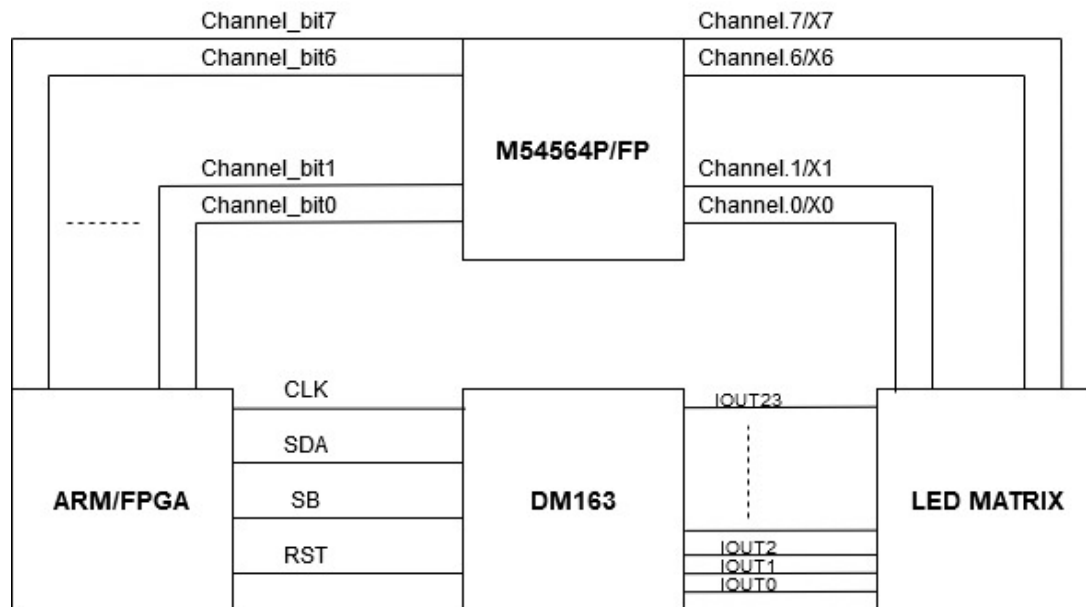 Channel_bit7
Channel.7/X7
Channel_bit6
Channel.6/X6
M54564P/FP
Channel_bit1
Channel.1/X1
Channel_bit0
Channel.0/X0
CLK
IOUT23
SDA
ARM/FPGA
SB
DM163
LED MATRIX
RST
IOUT2
IOUT1
IOUT0